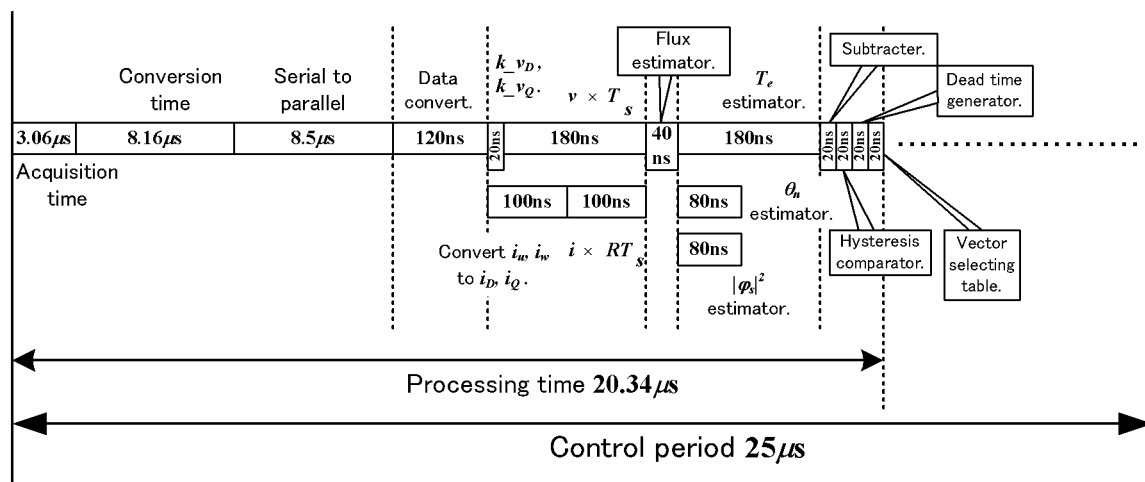 Flux
estimator.
Subtracter.
Dead time
generator.
Conversion
time
Serial to
parallel
Data
convert.
k_v_D,
k_v_Q.
v × T_s
T_e
estimator.
3.06μs
8.16μs
8.5μs
120ns
20ns
180ns
40
ns
180ns
20ns
20ns
20ns
20ns
Acquisition
time
100ns
100ns
80ns
θ_n
estimator.
Convert i_u, i_w
to i_D, i_Q.
i × RT_s
80ns
|φ_s|²
estimator.
Hysteresis
comparator.
Vector
selecting
table.
Processing time 20.34μs
Control period 25μs